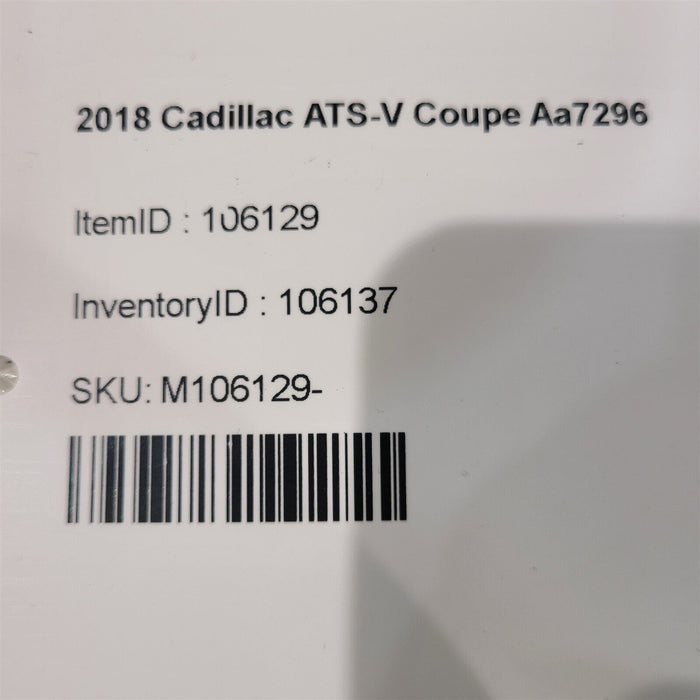 2018 Cadillac ATS-V Coupe Aa7296
ItemID : 106129
InventoryID : 106137
SKU: M106129-